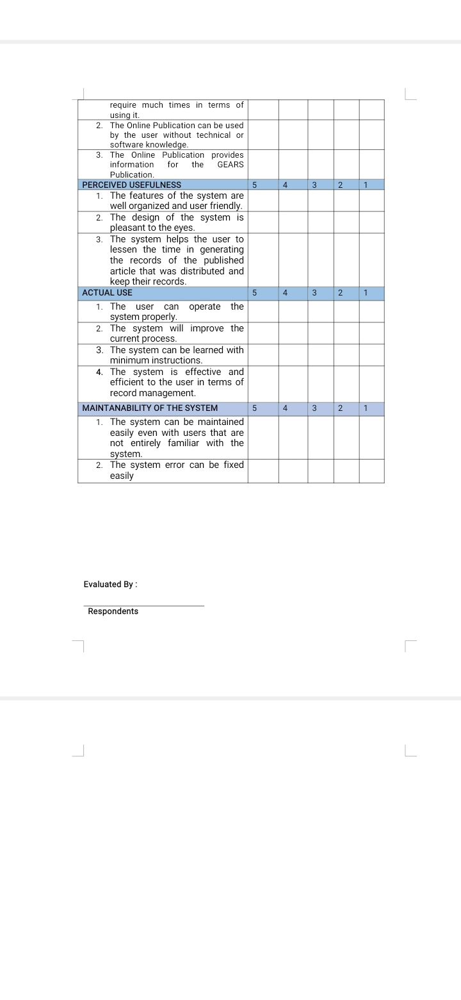 require much times in terms of
using it.
2. The Online Publication can be used
by the user without technical or
software knowledge.
3. The Online Publication provides
information for the GEARS
Publication.
PERCEIVED USEFULNESS 5 4 3 2 1
1. The features of the system are
well organized and user friendly.
2. The design of the system is
pleasant to the eyes.
3. The system helps the user to
lessen the time in generating
the records of the published
article that was distributed and
keep their records.
ACTUAL USE 5 4 3 2 1
1. The user can operate the
system properly.
2. The system will improve the
current process.
3. The system can be learned with
minimum instructions.
4. The system is effective and
efficient to the user in terms of
record management.
MAINTANABILITY OF THE SYSTEM 5 4 3 2 1
1. The system can be maintained
easily even with users that are
not entirely familiar with the
system.
2. The system error can be fixed
easily
Evaluated By :
Respondents